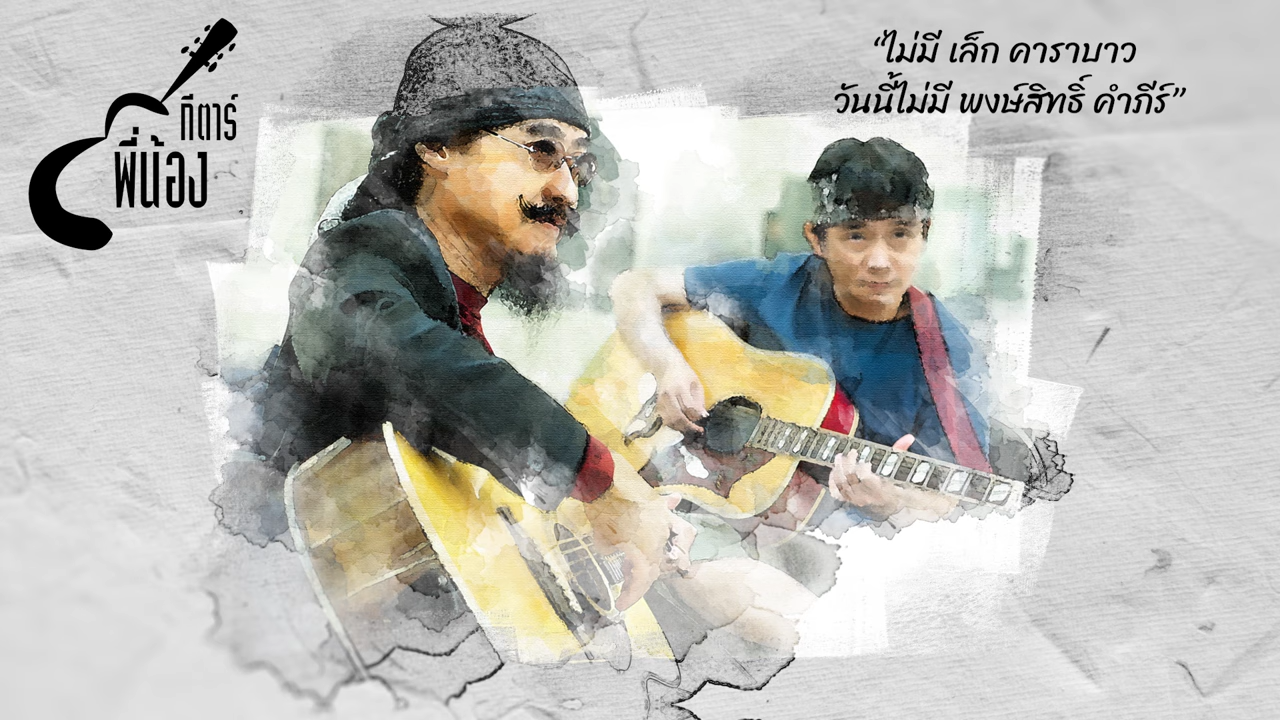 กีตาร์
พี่น้อง
“ไม่มี เล็ก คาราบาว
วันนี้ไม่มี พงษ์สิทธิ์ คำภีร์”